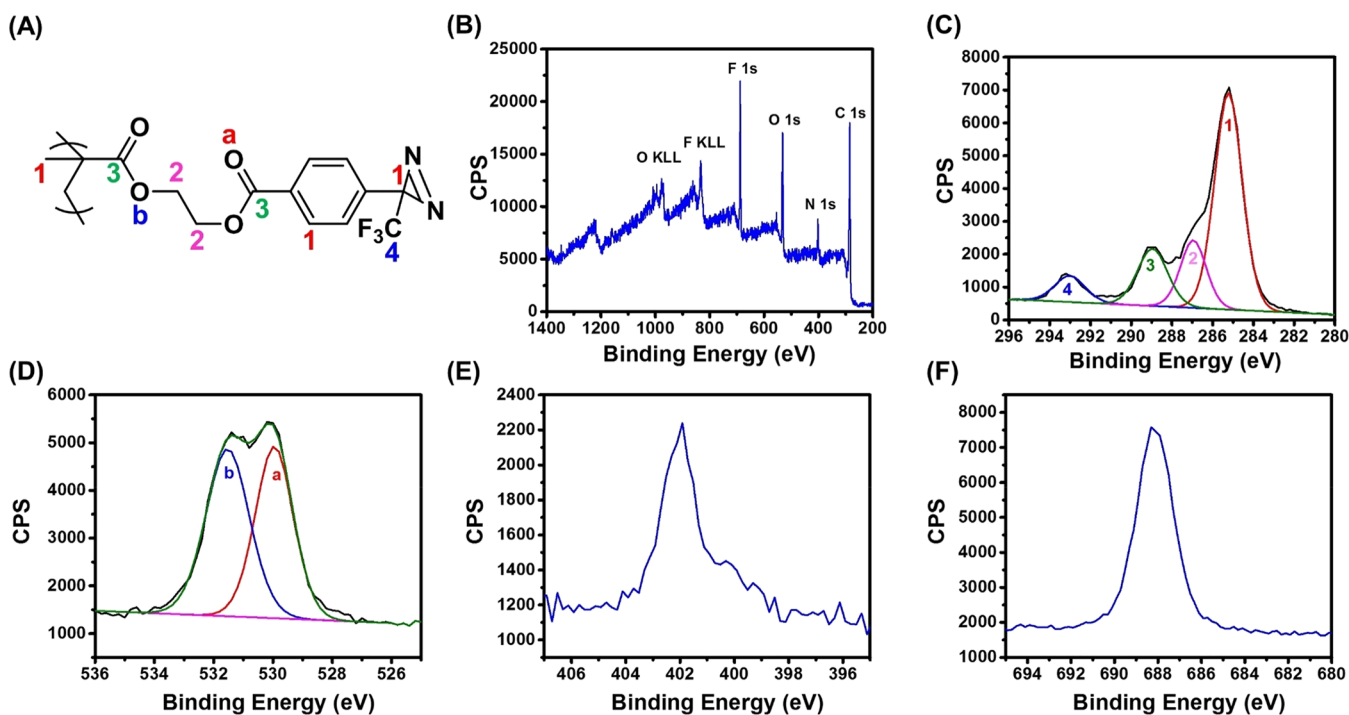 (A)
O
a
O
1
N
1
3
2
3
O
b
2
O
1
F3C
4
N
(B)
25000
20000
15000
10000
5000
0
CPS
O KLL
F KLL
F 1s
O 1s
N 1s
C 1s
1400 1200 1000 800 600 400 200
Binding Energy (eV)
(C)
8000
7000
6000
5000
4000
3000
2000
1000
0
CPS
1
2
3
4
296 294 292 290 288 286 284 282 280
Binding Energy (eV)
(D)
6000
5000
4000
3000
2000
1000
CPS
b
a
536 534 532 530 528 526
Binding Energy (eV)
(E)
2400
2200
2000
1800
1600
1400
1200
1000
CPS
406 404 402 400 398 396
Binding Energy (eV)
(F)
8000
7000
6000
5000
4000
3000
2000
1000
CPS
694 692 690 688 686 684 682 680
Binding Energy (eV)